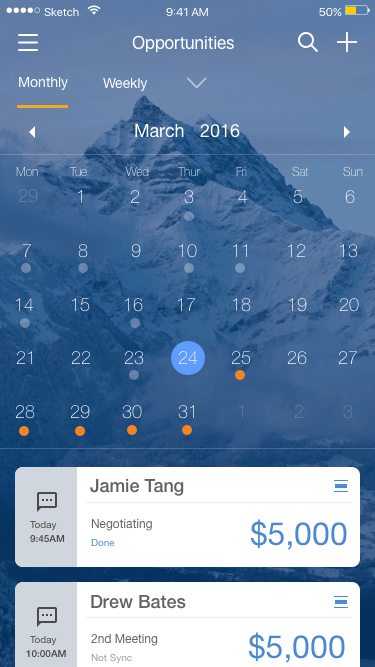 Sketch 9:41 AM 50%
Opportunities
Monthly Weekly
March 2016
Mon Tue Wed Thur Fri Sat Sun
29 1 2 3 4 5 6
7 8 9 10 11 12 13
14 15 16 17 18 19 20
21 22 23 24 25 26 27
28 29 30 31 1 2 3
Jamie Tang
Today
9:45AM
Negotiating
Done
$5,000
Drew Bates
Today
10:00AM
2nd Meeting
Not Sync
$5,000